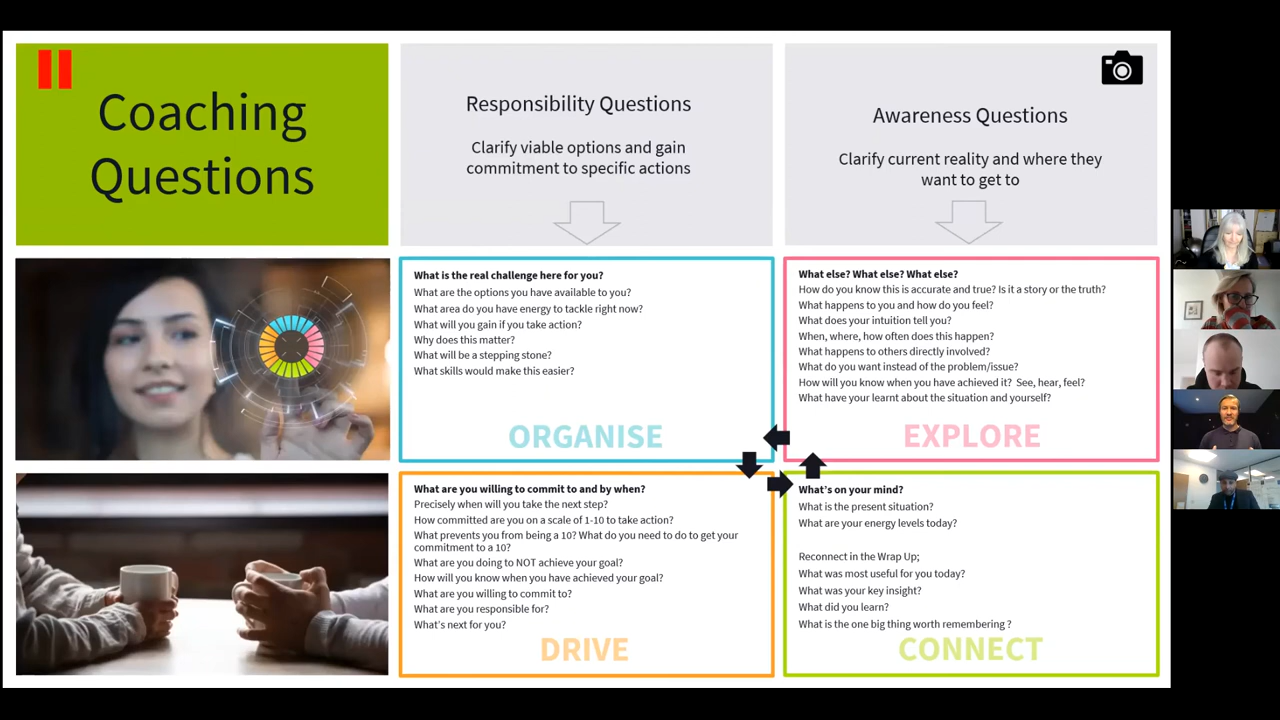 Coaching
Questions
Responsibility Questions
Clarify viable options and gain
commitment to specific actions
Awareness Questions
Clarify current reality and where they
want to get to
What is the real challenge here for you?
What are the options you have available to you?
What area do you have energy to tackle right now?
What will you gain if you take action?
Why does this matter?
What will be a stepping stone?
What skills would make this easier?
ORGANISE
What else? What else? What else?
How do you know this is accurate and true? Is it a story or the truth?
What happens to you and how do you feel?
What does your intuition tell you?
When, where, how often does this happen?
What happens to others directly involved?
What do you want instead of the problem/issue?
How will you know when you have achieved it? See, hear, feel?
What have your learnt about the situation and yourself?
EXPLORE
What are you willing to commit to and by when?
Precisely when will you take the next step?
How committed are you on a scale of 1-10 to take action?
What prevents you from being a 10? What do you need to do to get your
commitment to a 10?
What are you doing to NOT achieve your goal?
How will you know when you have achieved your goal?
What are you willing to commit to?
What are you responsible for?
What's next for you?
DRIVE
What's on your mind?
What is the present situation?
What are your energy levels today?
Reconnect in the Wrap Up;
What was most useful for you today?
What was your key insight?
What did you learn?
What is the one big thing worth remembering ?
CONNECT